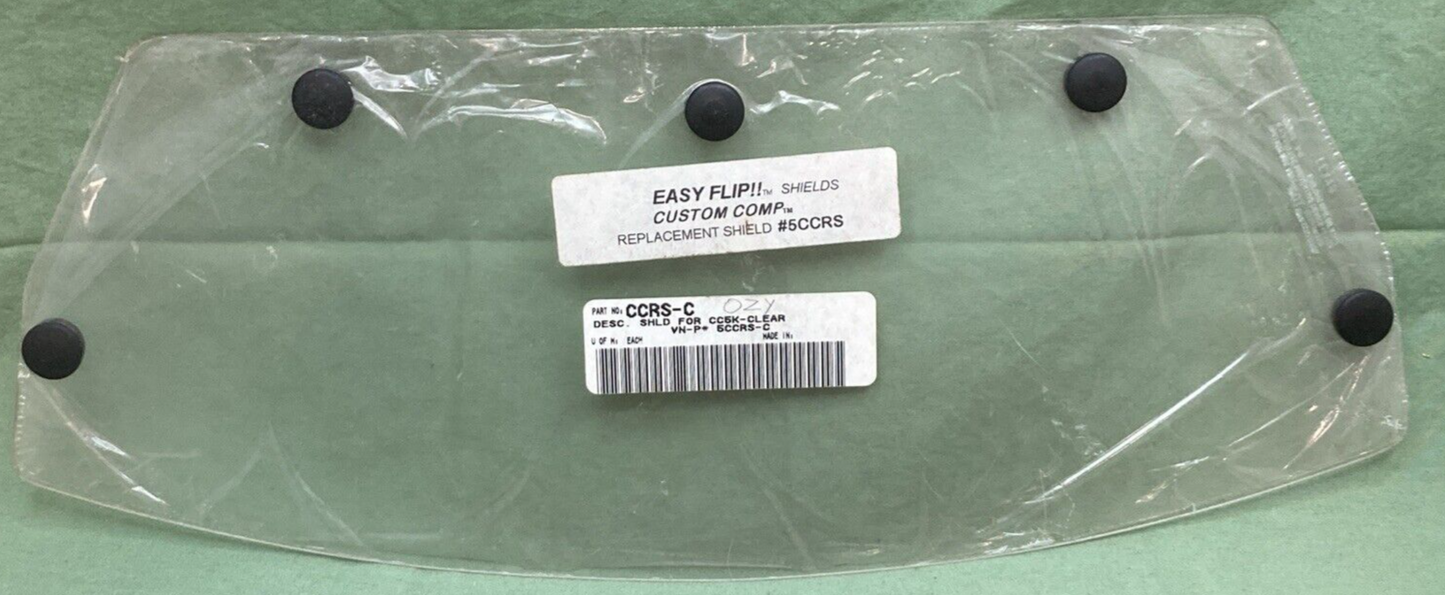 EASY FLIP!!™ SHIELDS
CUSTOM COMP™
REPLACEMENT SHIELD #5CCRS
PART NO: CCRS-C OZY
DESC. SHLD FOR CC5K-CLEAR
VN-P# 5CCRS-C
U OF M: EACH MADE IN: